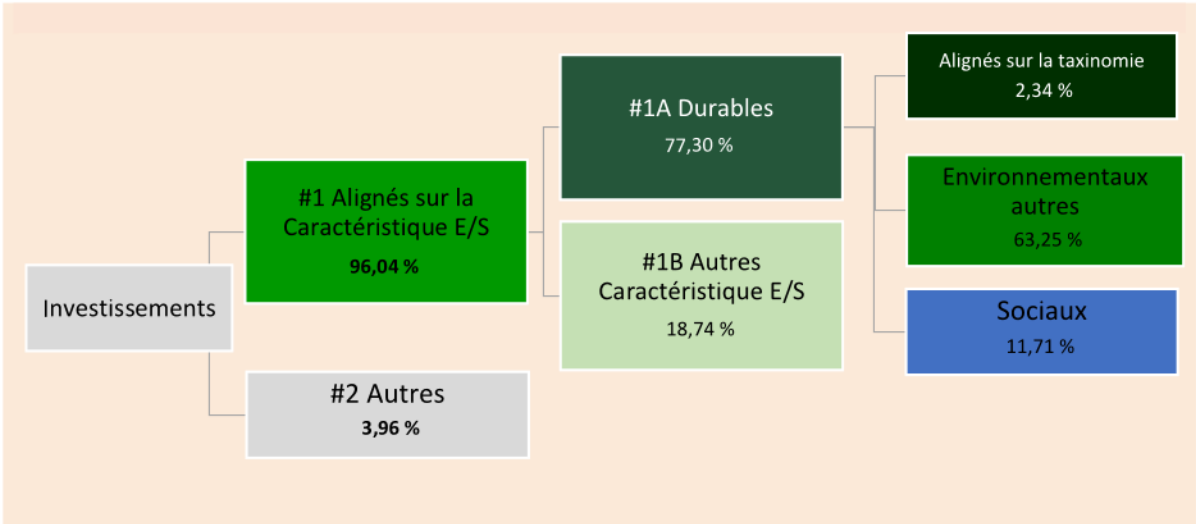 Investissements
#1 Alignés sur la
Caractéristique E/S
96,04 %
#2 Autres
3,96 %
#1A Durables
77,30 %
#1B Autres
Caractéristique E/S
18,74 %
Alignés sur la taxinomie
2,34 %
Environnementaux
autres
63,25 %
Sociaux
11,71 %